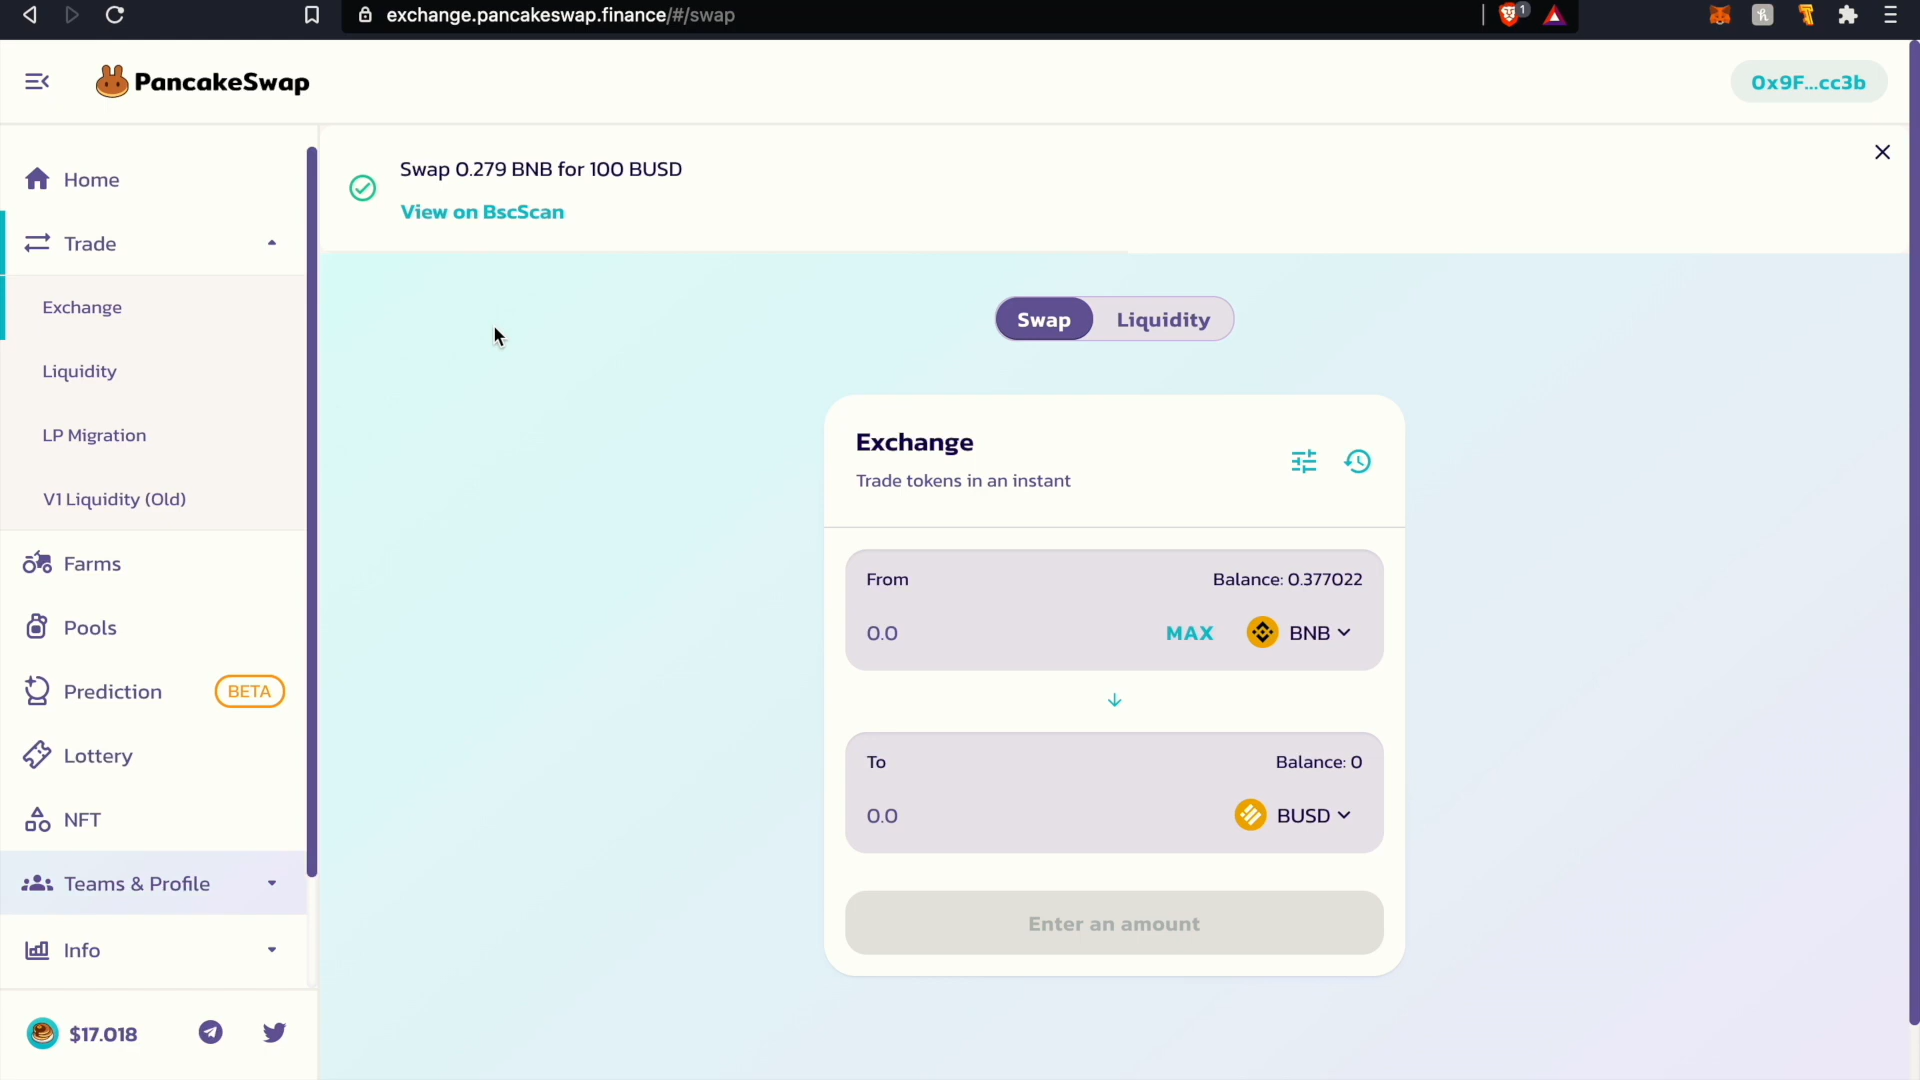 exchange.pancakeswap.finance/#/swap
1
PancakeSwap
0x9F...cc3b
Home
Trade
Exchange
Liquidity
LP Migration
V1 Liquidity (Old)
Farms
Pools
Prediction
BETA
Lottery
NFT
Teams & Profile
Info
$17.018
Swap 0.279 BNB for 100 BUSD
View on BscScan
Swap
Liquidity
Exchange
Trade tokens in an instant
From
Balance: 0.377022
0.0
MAX
BNB
To
Balance: 0
0.0
BUSD
Enter an amount